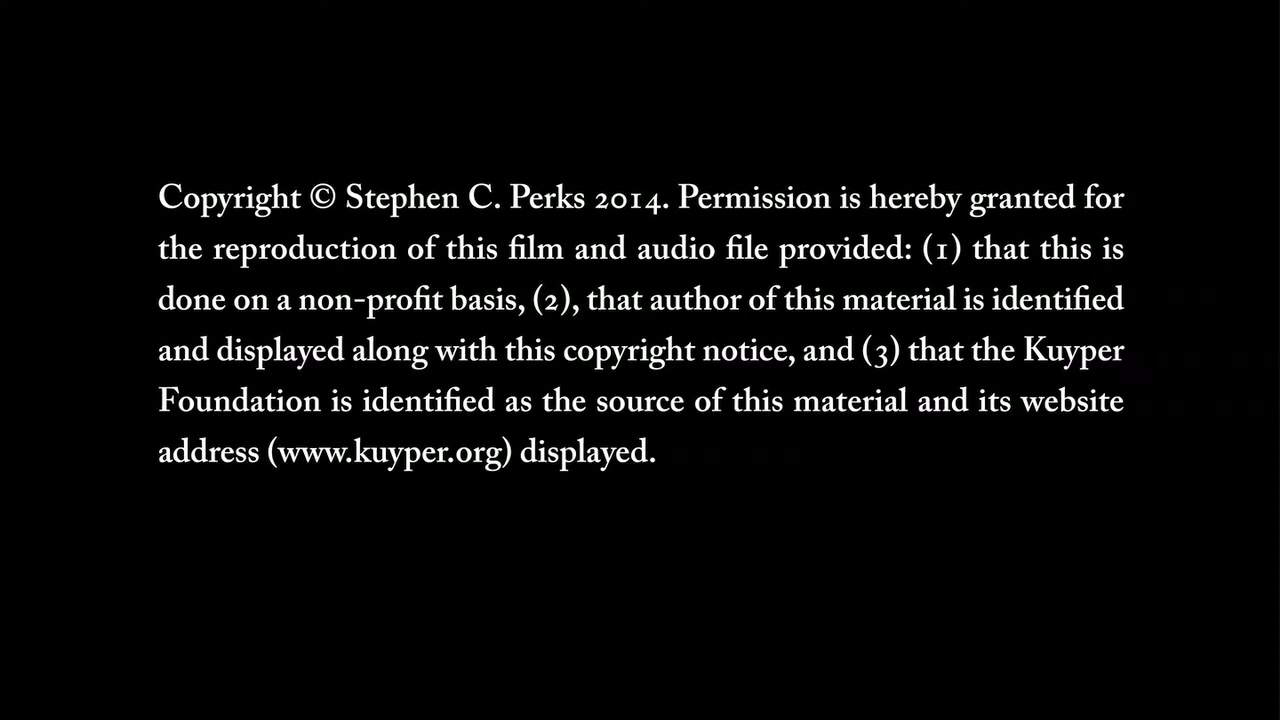 Copyright © Stephen C. Perks 2014. Permission is hereby granted for
the reproduction of this film and audio file provided: (1) that this is
done on a non-profit basis, (2), that author of this material is identified
and displayed along with this copyright notice, and (3) that the Kuyper
Foundation is identified as the source of this material and its website
address (www.kuyper.org) displayed.